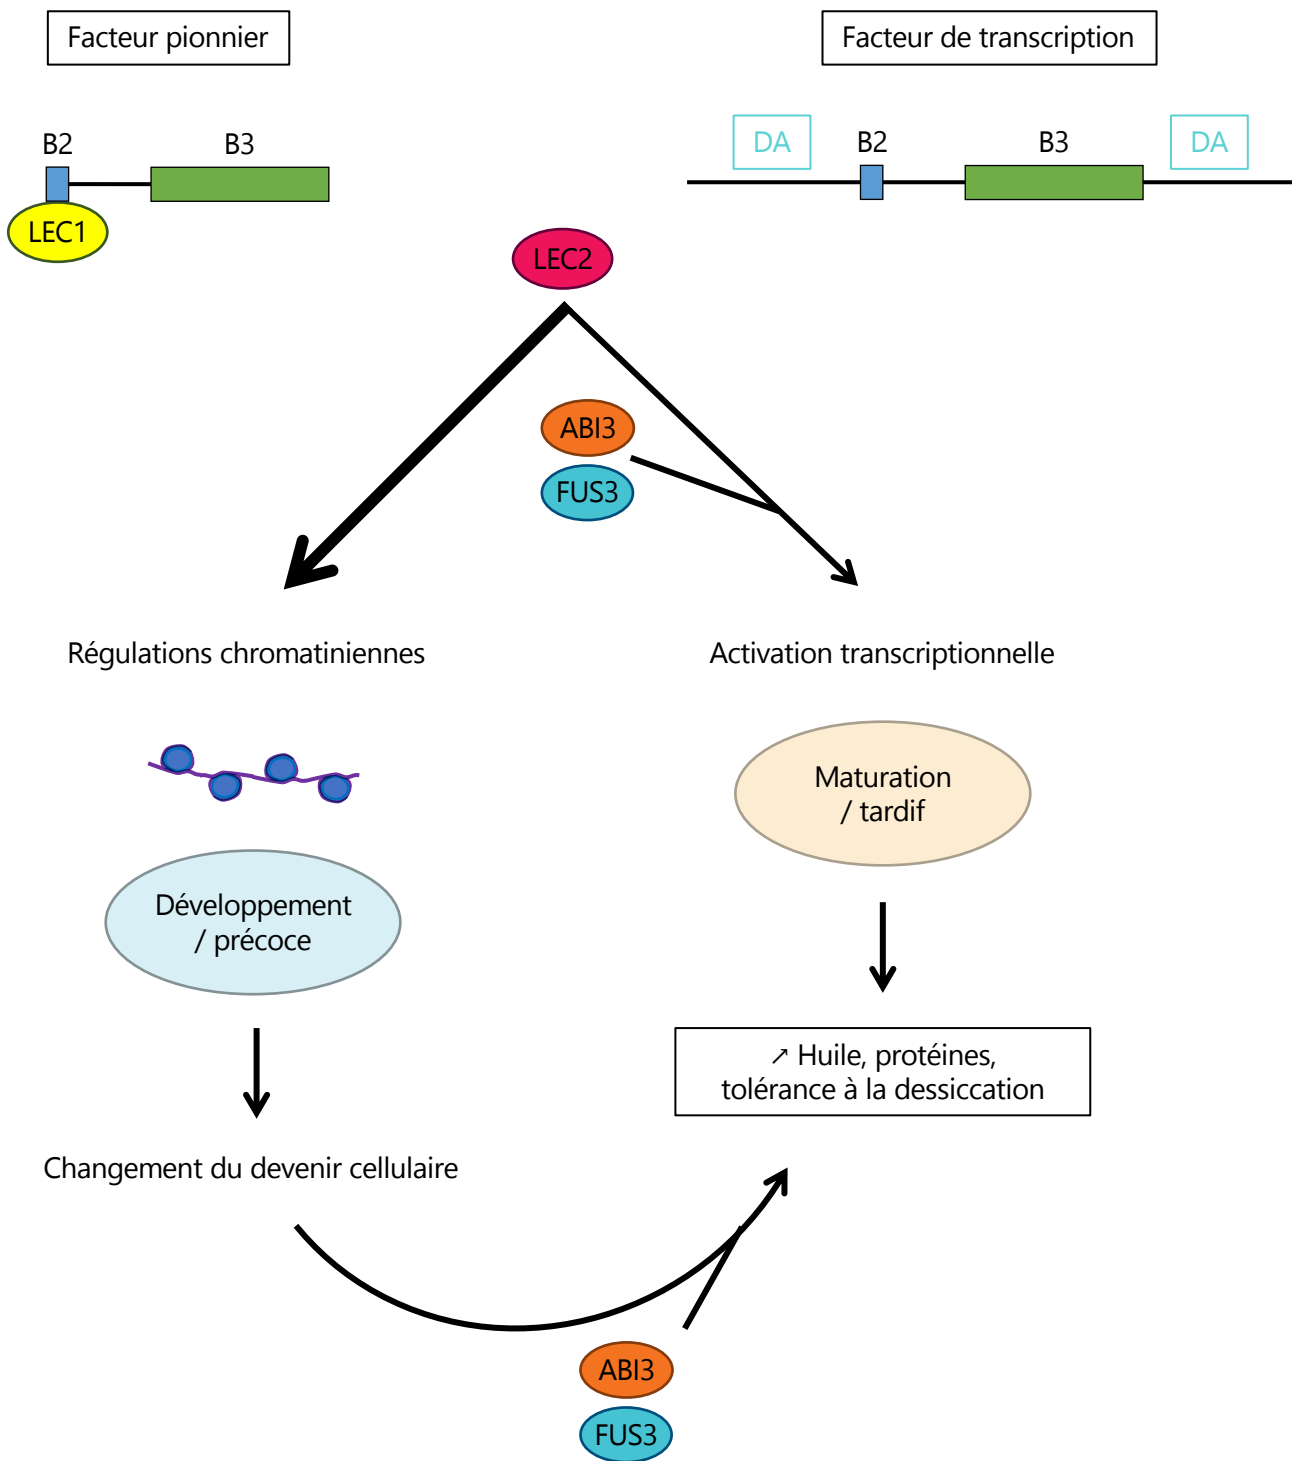 Facteur pionnier
Facteur de transcription
B2
B3
LEC1
DA
B2
B3
DA
LEC2
ABI3
FUS3
Régulations chromatiniennes
Activation transcriptionnelle
Maturation
/ tardif
Développement
/ précoce
↗ Huile, protéines,
tolérance à la dessiccation
Changement du devenir cellulaire
ABI3
FUS3